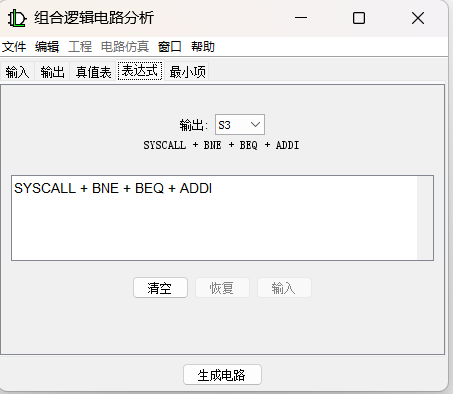 组合逻辑电路分析
文件 编辑 工程 电路仿真 窗口 帮助
输入 输出 真值表 表达式 最小项
输出: S3
SYSCALL + BNE + BEQ + ADDI
SYSCALL + BNE + BEQ + ADDI
清空 恢复 输入
生成电路